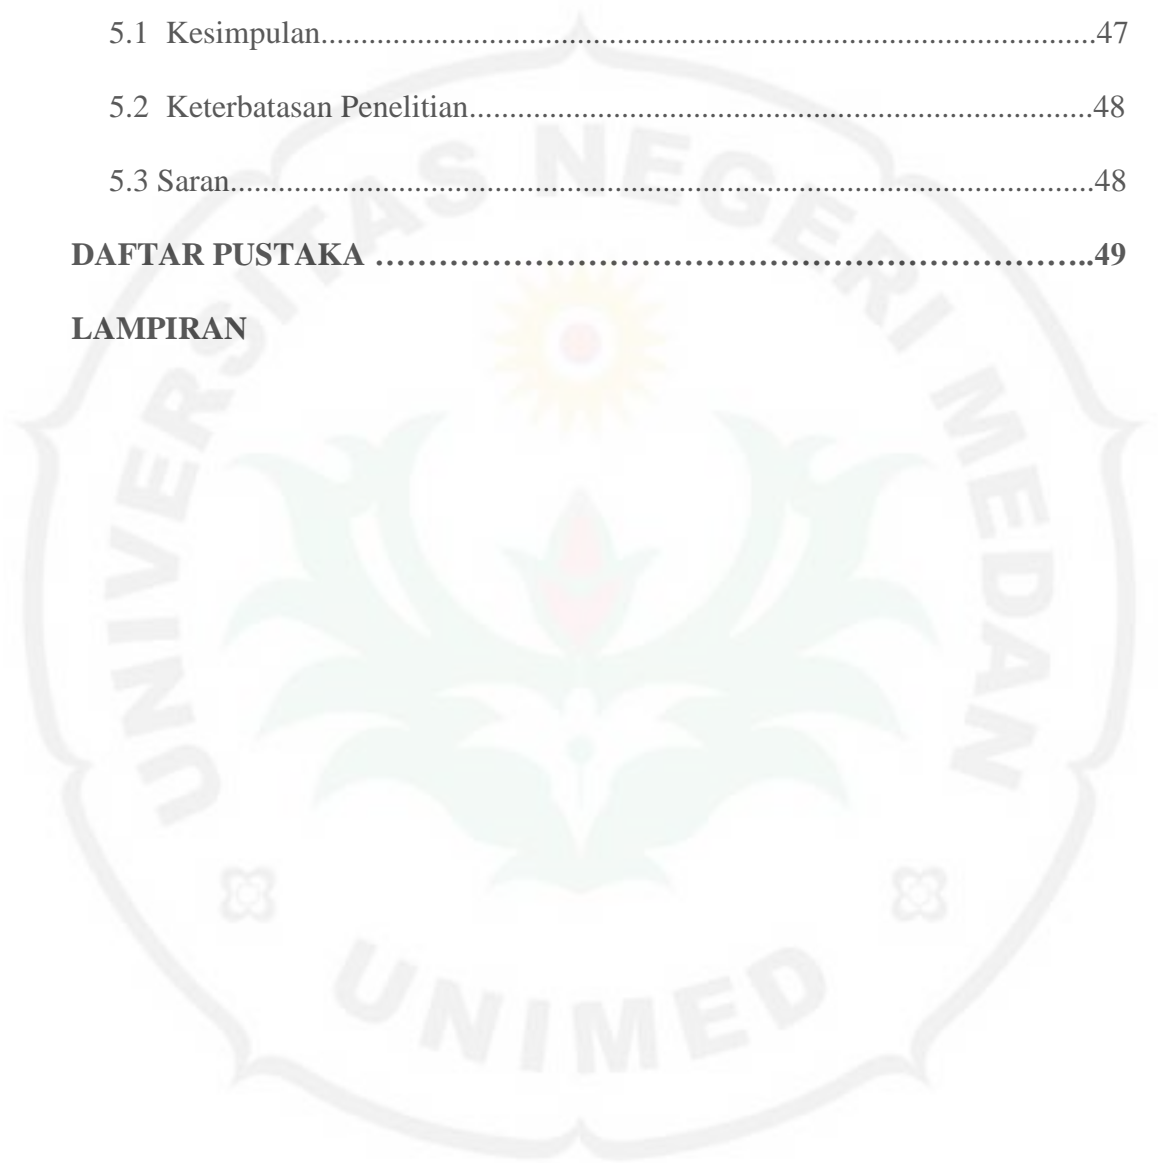 5.1 Kesimpulan..................................................................................47
5.2 Keterbatasan Penelitian..................................................................48
5.3 Saran...........................................................................................48
DAFTAR PUSTAKA ……………………………………………………………..49
LAMPIRAN
UNIVERSITAS NEGERI MEDAN
UNIMED